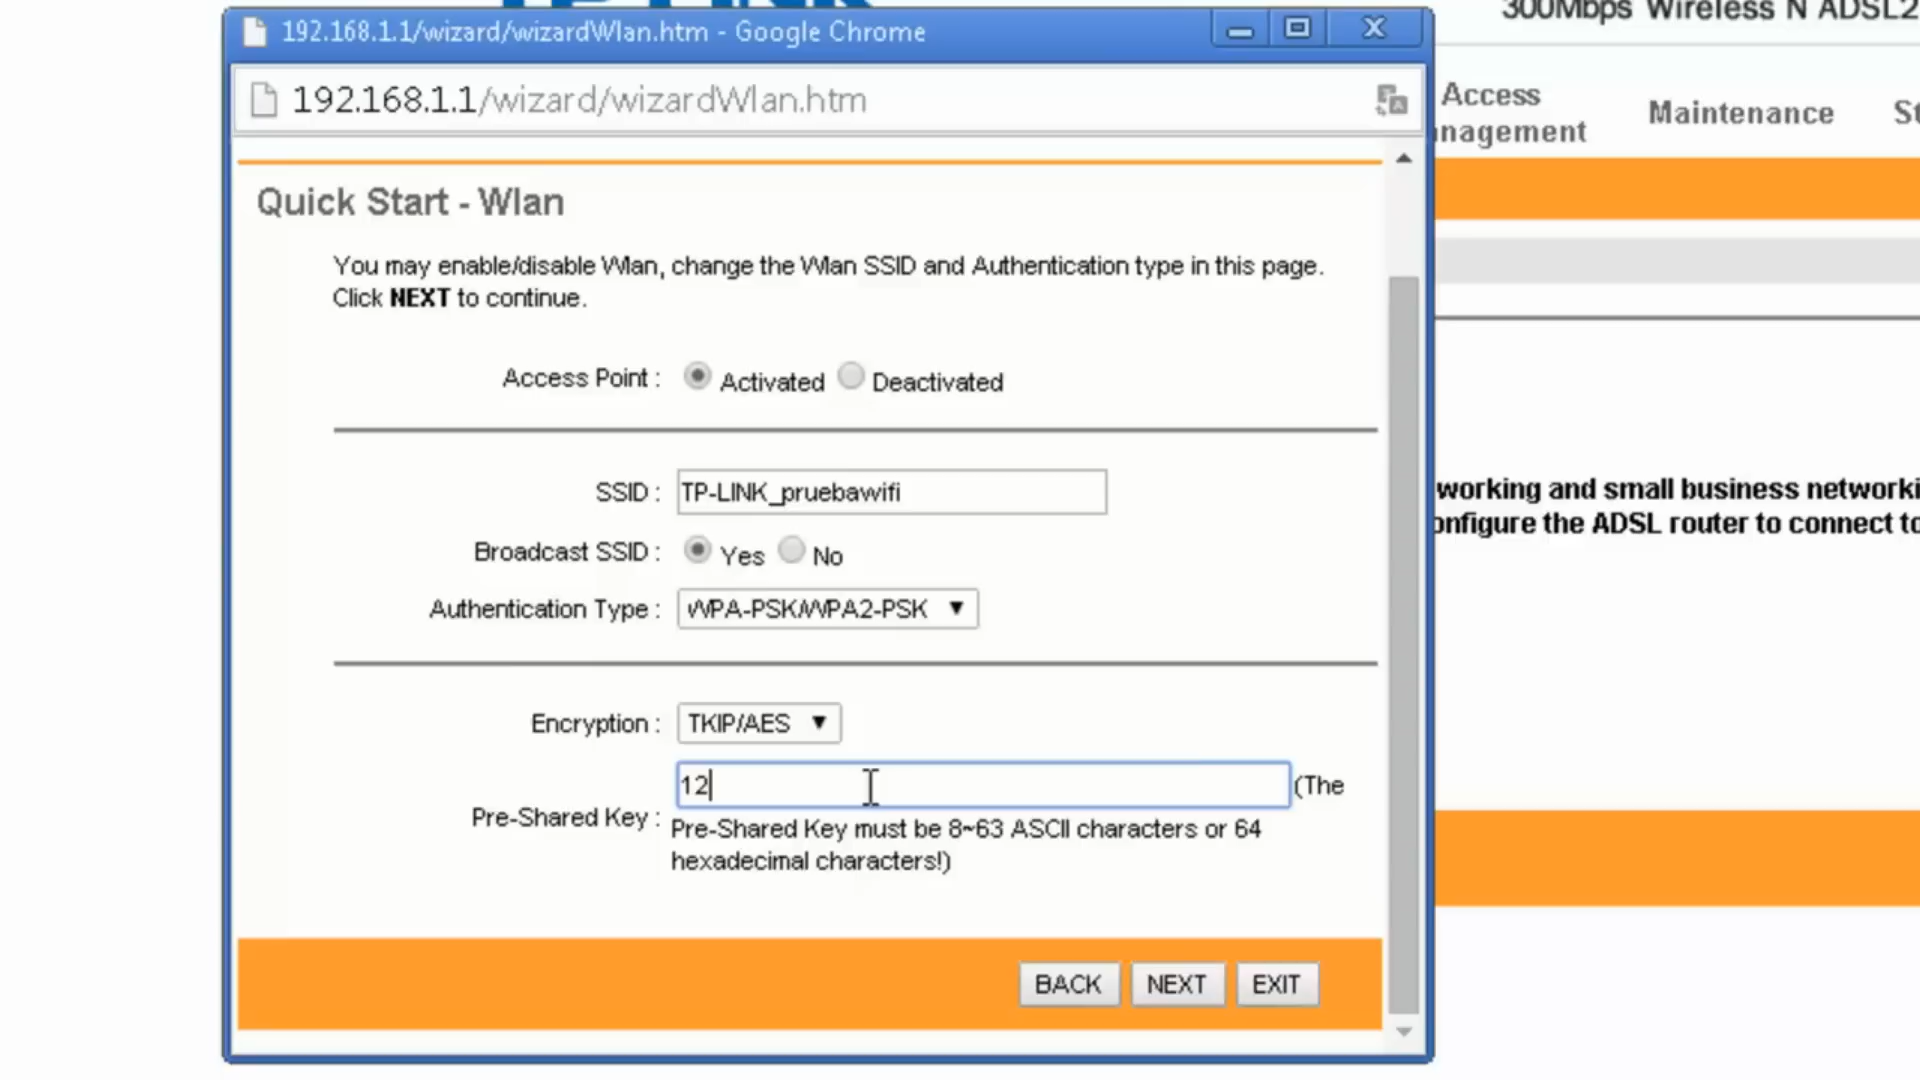 TP-LINK
300Mbps Wireless N ADSL2
192.168.1.1/wizard/wizardWlan.htm - Google Chrome
192.168.1.1/wizard/wizardWlan.htm
Access
nagement
Maintenance
St
Quick Start - Wlan
You may enable/disable Wlan, change the Wlan SSID and Authentication type in this page.
Click NEXT to continue.
Access Point : Activated Deactivated
SSID : TP-LINK_pruebawifi
Broadcast SSID : Yes No
Authentication Type : WPA-PSK/WPA2-PSK
working and small business networki
onfigure the ADSL router to connect to
Encryption : TKIP/AES
12 (The
Pre-Shared Key : Pre-Shared Key must be 8~63 ASCII characters or 64
hexadecimal characters!)
BACK NEXT EXIT